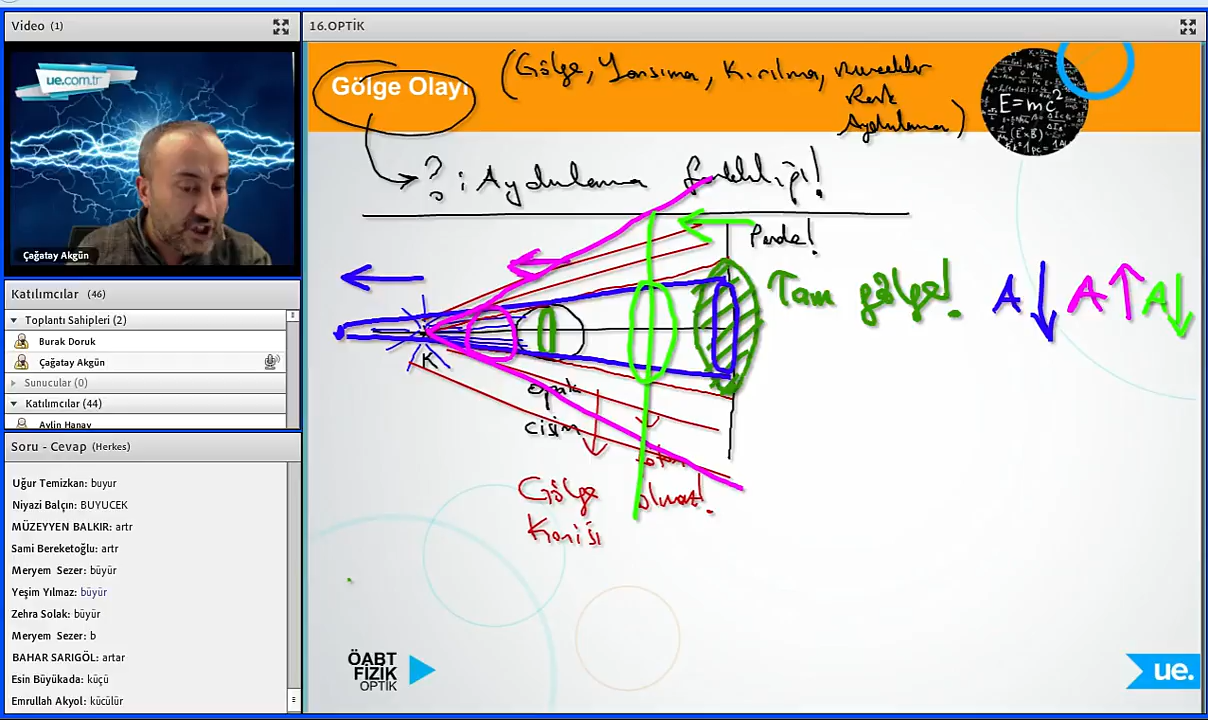 Video (1)
ue.com.tr
Çağatay Akgün
Katılımcılar (46)
Toplantı Sahipleri (2)
Burak Doruk
Çağatay Akgün
Sunucular (0)
Katılımcılar (44)
Aylin Hanay
Soru - Cevap (Herkes)
Uğur Temizkan: buyur
Niyazi Balçın: BUYUCEK
MÜZEYYEN BALKIR: artr
Sami Bereketoğlu: artr
Meryem Sezer: büyür
Yeşim Yılmaz: büyür
Zehra Solak: büyür
Meryem Sezer: b
BAHAR SARIGÖL: artar
Esin Büyükada: küçü
Emrullah Akyol: kücülür
16.OPTİK
Gölge Olayı
(Gölge, Yansıma, Kırılma, Mercekler
Renk
Aydınlanma)
E=mc²
? : Aydınlanma farklılığı!
Perde!
Tam gölge!
A A A
K
Opak
cisim
Gölge
Konisi
olmaz!
ÖABT
FİZİK
OPTİK
ue.